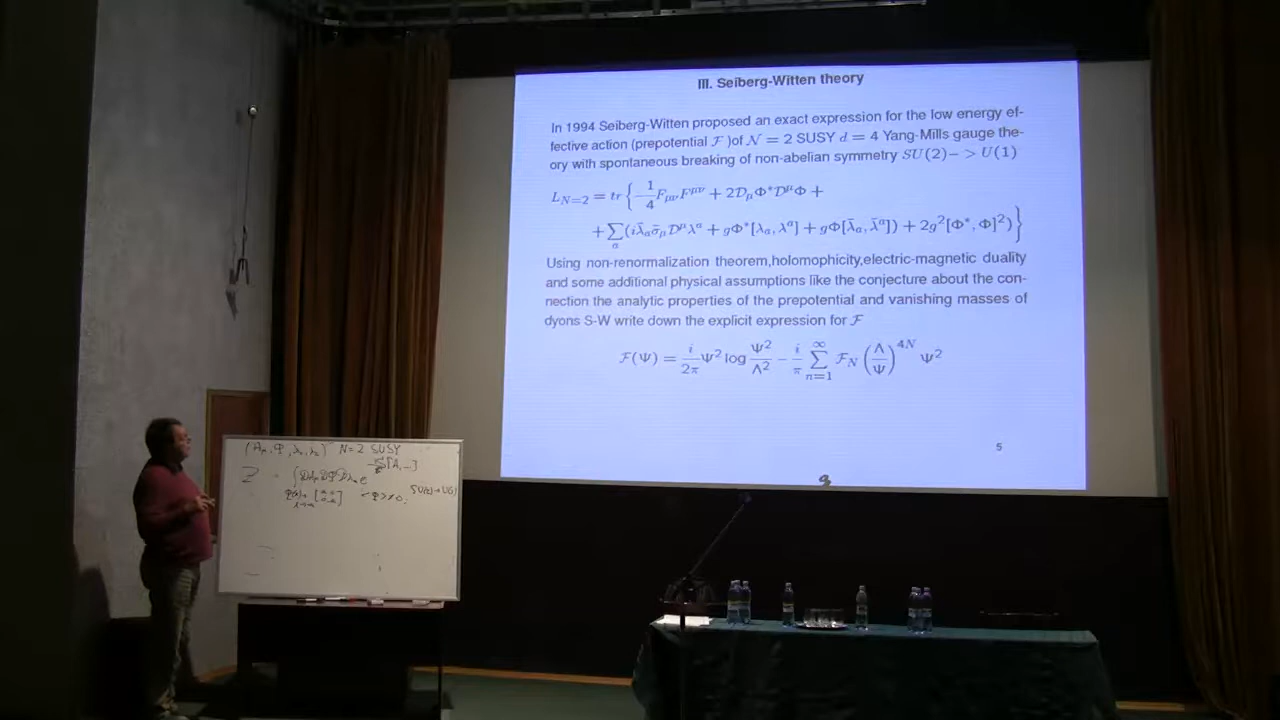 III. Seiberg-Witten theory
In 1994 Seiberg-Witten proposed an exact expression for the low energy ef-
fective action (prepotential F )of N = 2 SUSY d = 4 Yang-Mills gauge the-
ory with spontaneous breaking of non-abelian symmetry SU(2)− > U(1)
L_{N=2} = tr { −1/4 F_{μν}F^{μν} + 2D_μΦ*D^μΦ +
+ ∑_a (iλ̄_a σ̄_μ D^μ λ^a + gΦ*[λ_a, λ^a] + gΦ[λ̄_a, λ̄^a]) + 2g²[Φ*, Φ]²) }
Using non-renormalization theorem,holomophicity,electric-magnetic duality
and some additional physical assumptions like the conjecture about the con-
nection the analytic properties of the prepotential and vanishing masses of
dyons S-W write down the explicit expression for F
F(Ψ) = i/2π Ψ² log Ψ²/Λ² − i/π ∑_{n=1}^∞ F_N (Λ/Ψ)^{4N} Ψ²
5
N=2 SUSY